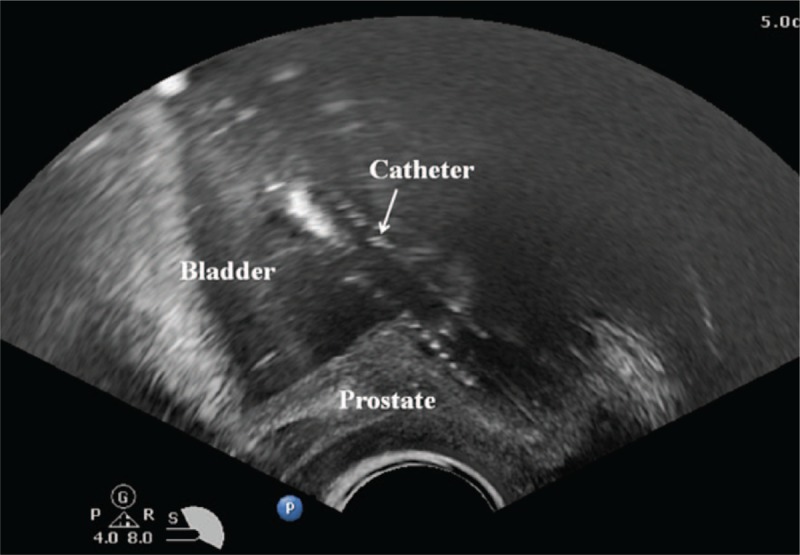 5.0c
Catheter
Bladder
Prostate
G
P R S
4.0 8.0
P